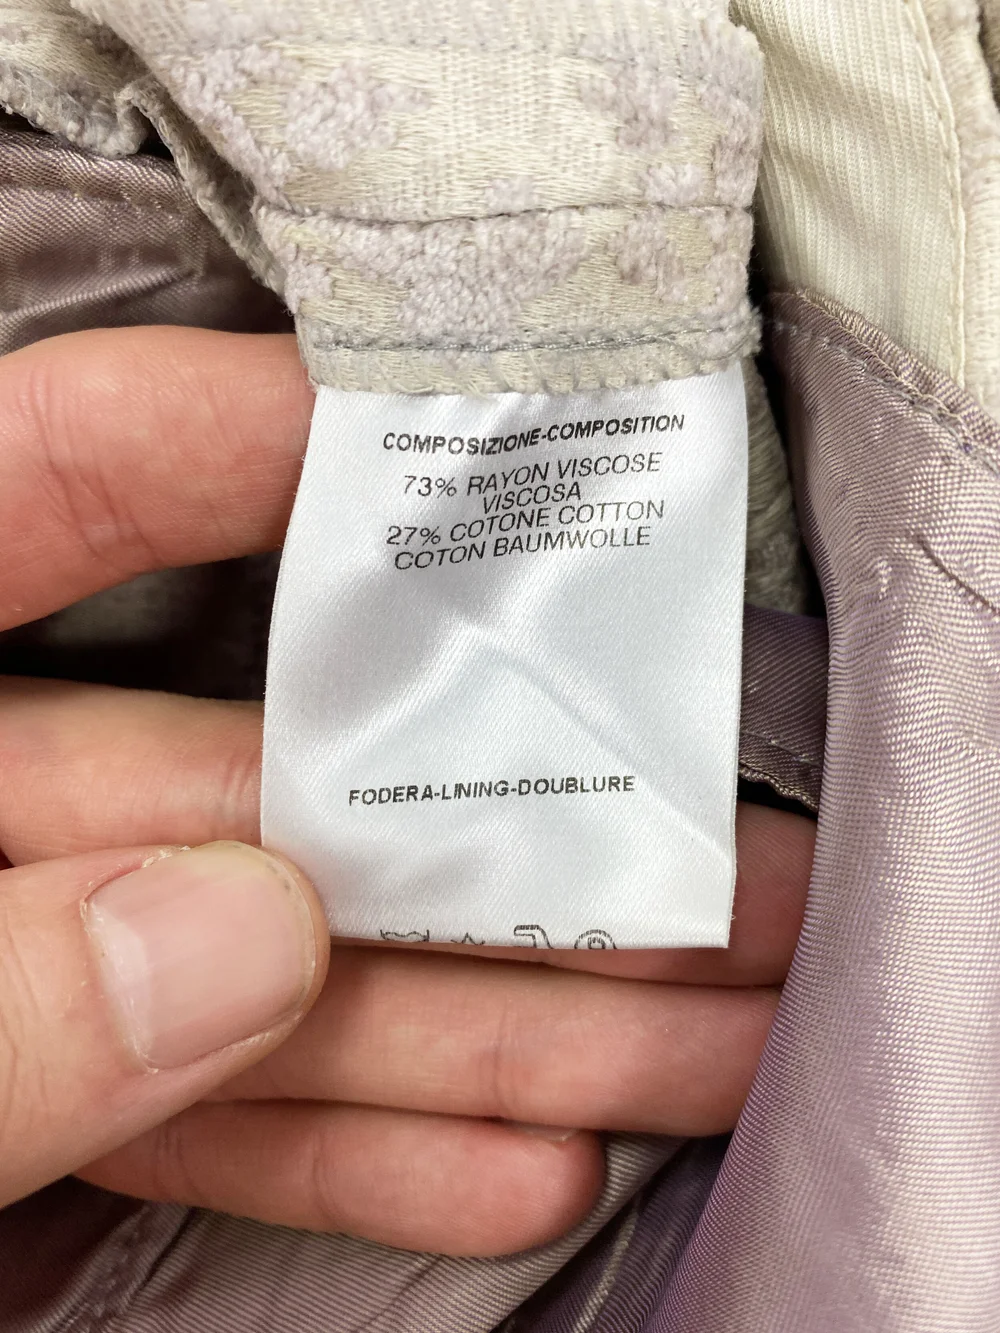 COMPOSIZIONE-COMPOSITION
73% RAYON VISCOSE
VISCOSA
27% COTONE COTTON
COTON BAUMWOLLE
FODERA-LINING-DOUBLURE